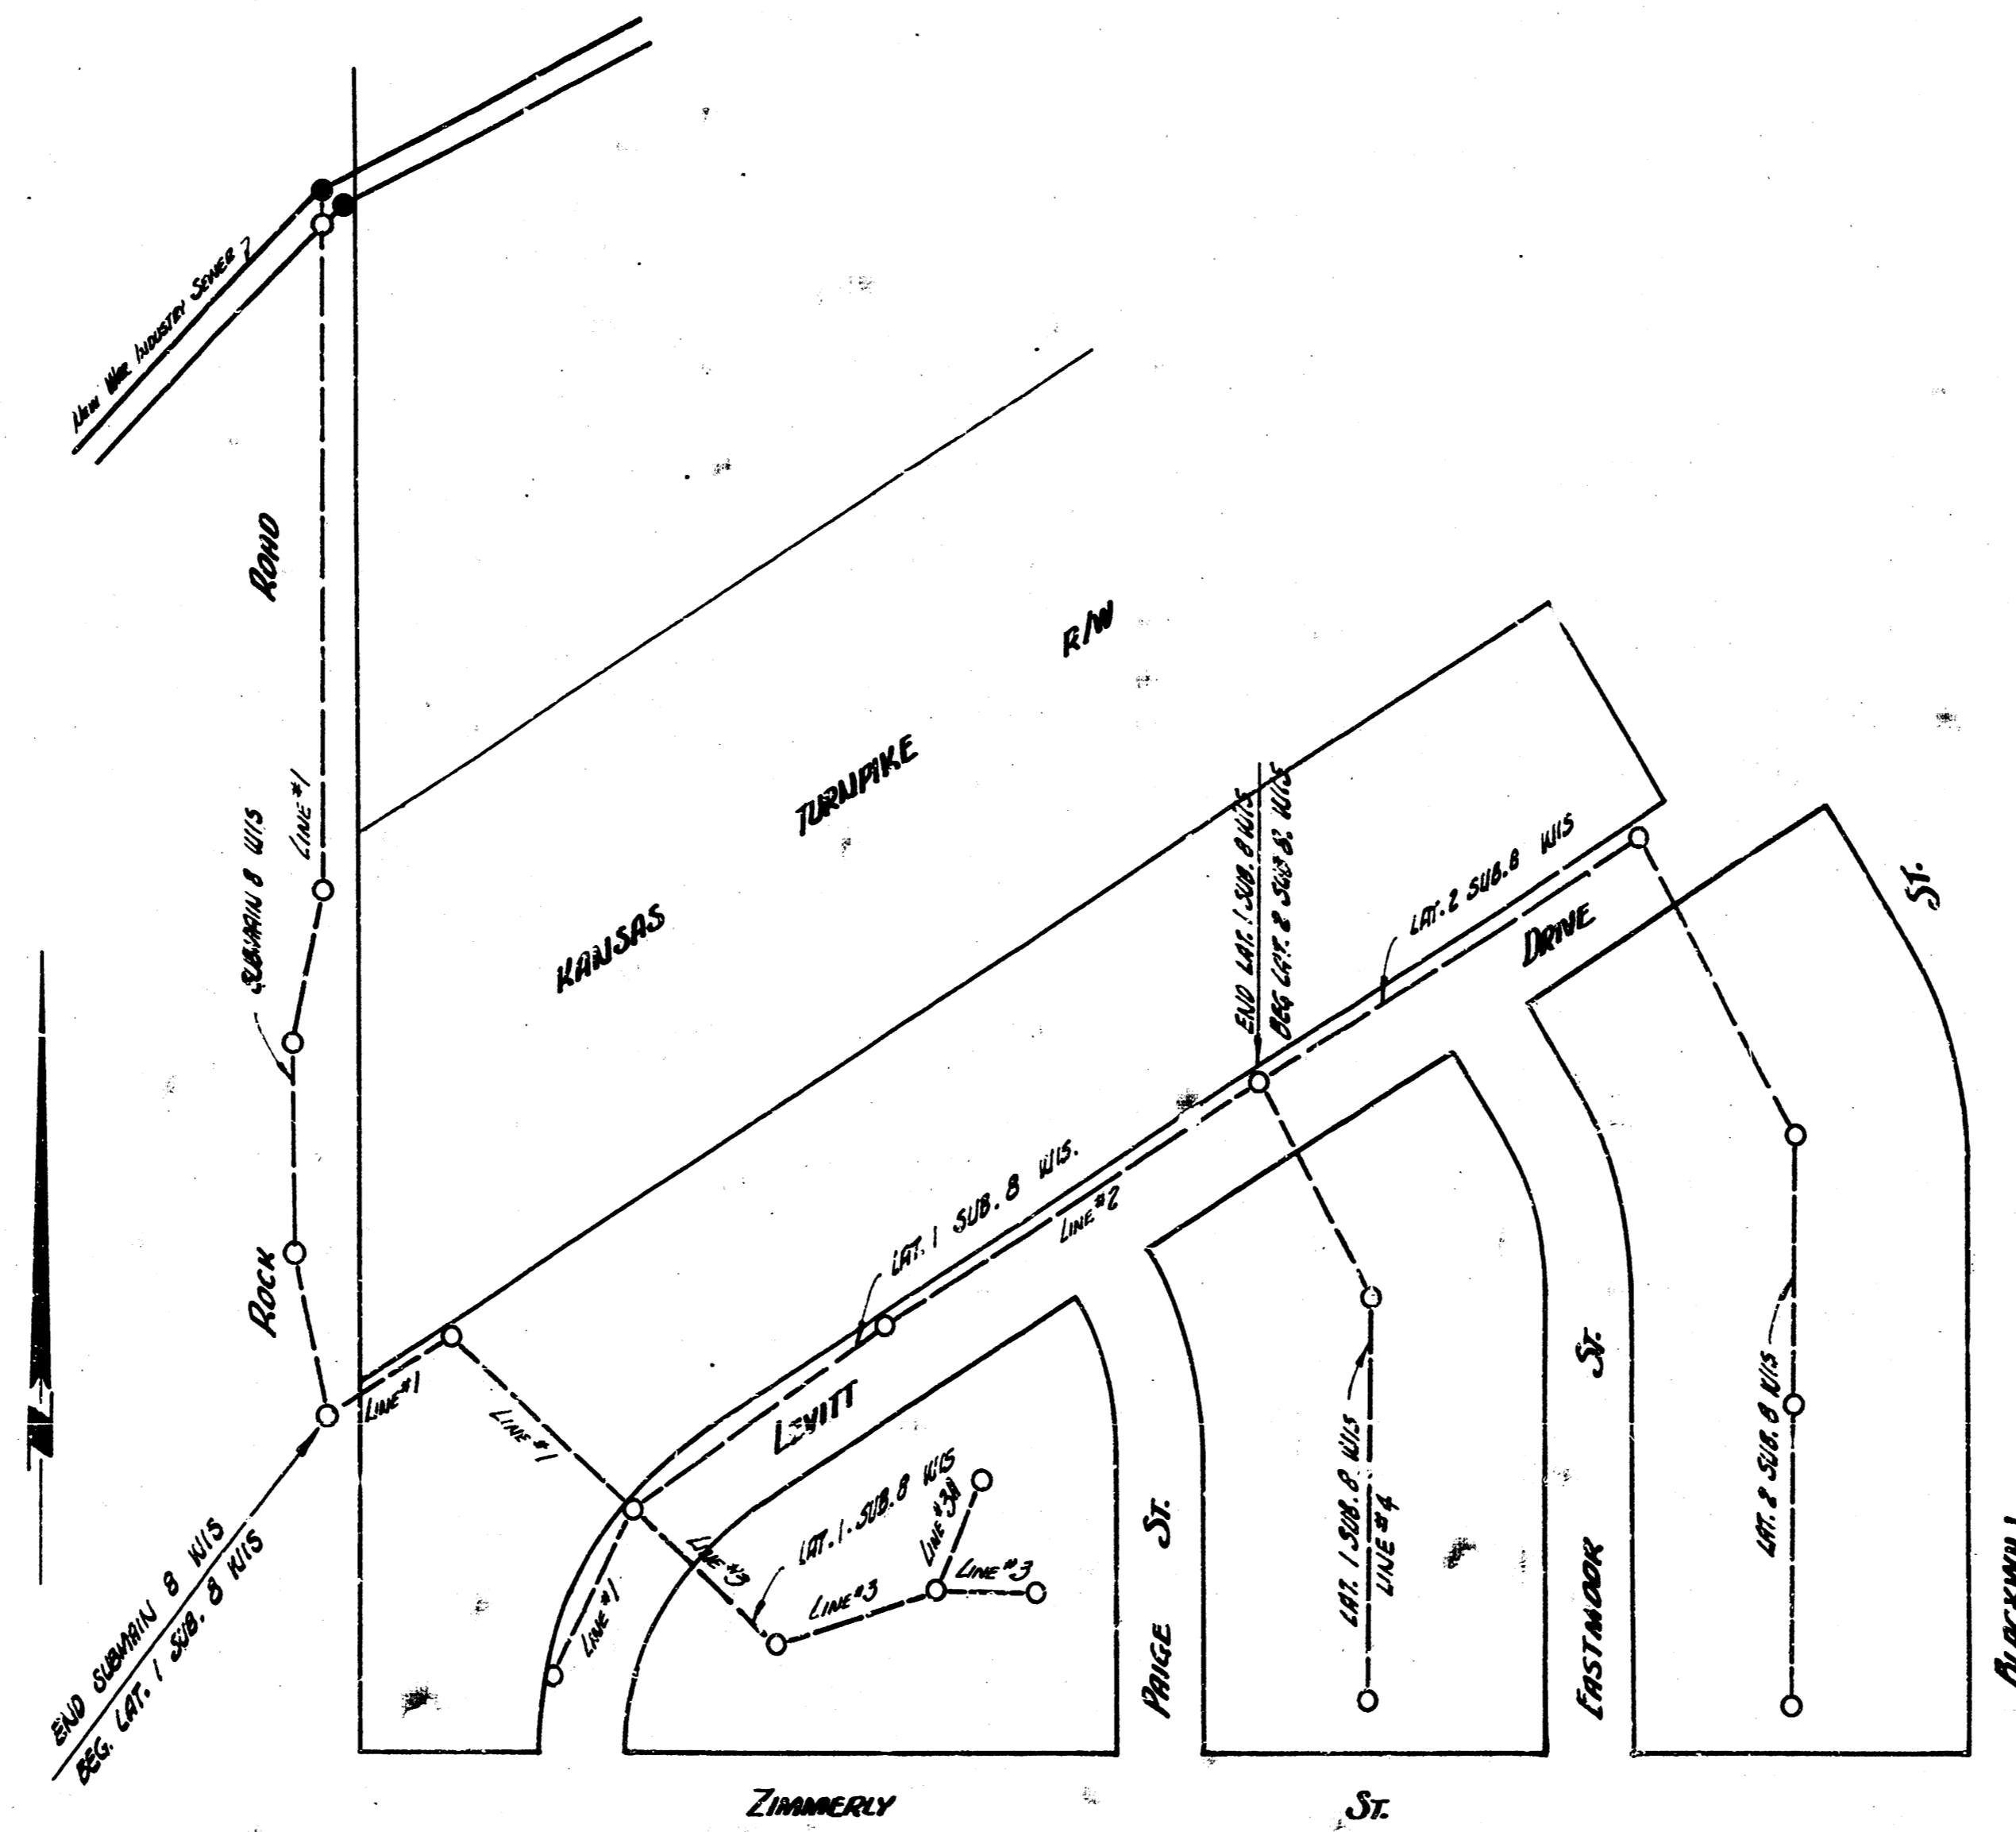 NEW WAR INDUSTRY SEWER
ROAD
R/W
TURNPIKE
KANSAS
SUBMAIN 8 WIS
LINE #1
END LAT. 1 SUB. 8 WIS
BEG LAT. 2 SUB 8. WIS
LAT. 2 SUB. 8 WIS
DRIVE
ST.
LAT. 1 SUB. 8 WIS.
LINE #2
ROCK
LINE #1
LINE #1
LEVITT
LAT. 1. SUB. 8 WIS
LINE #3A
LINE #3
LINE #3
LINE #3
LINE #1
END SUBMAIN 8 WIS
BEG. LAT. 1 SUB. 8 WIS
PAIGE ST.
LAT. 1 SUB. 8 WIS
LINE #4
EASTMOOR ST.
LAT. 2 SUB. 8 WIS
ZIMMERLY ST.